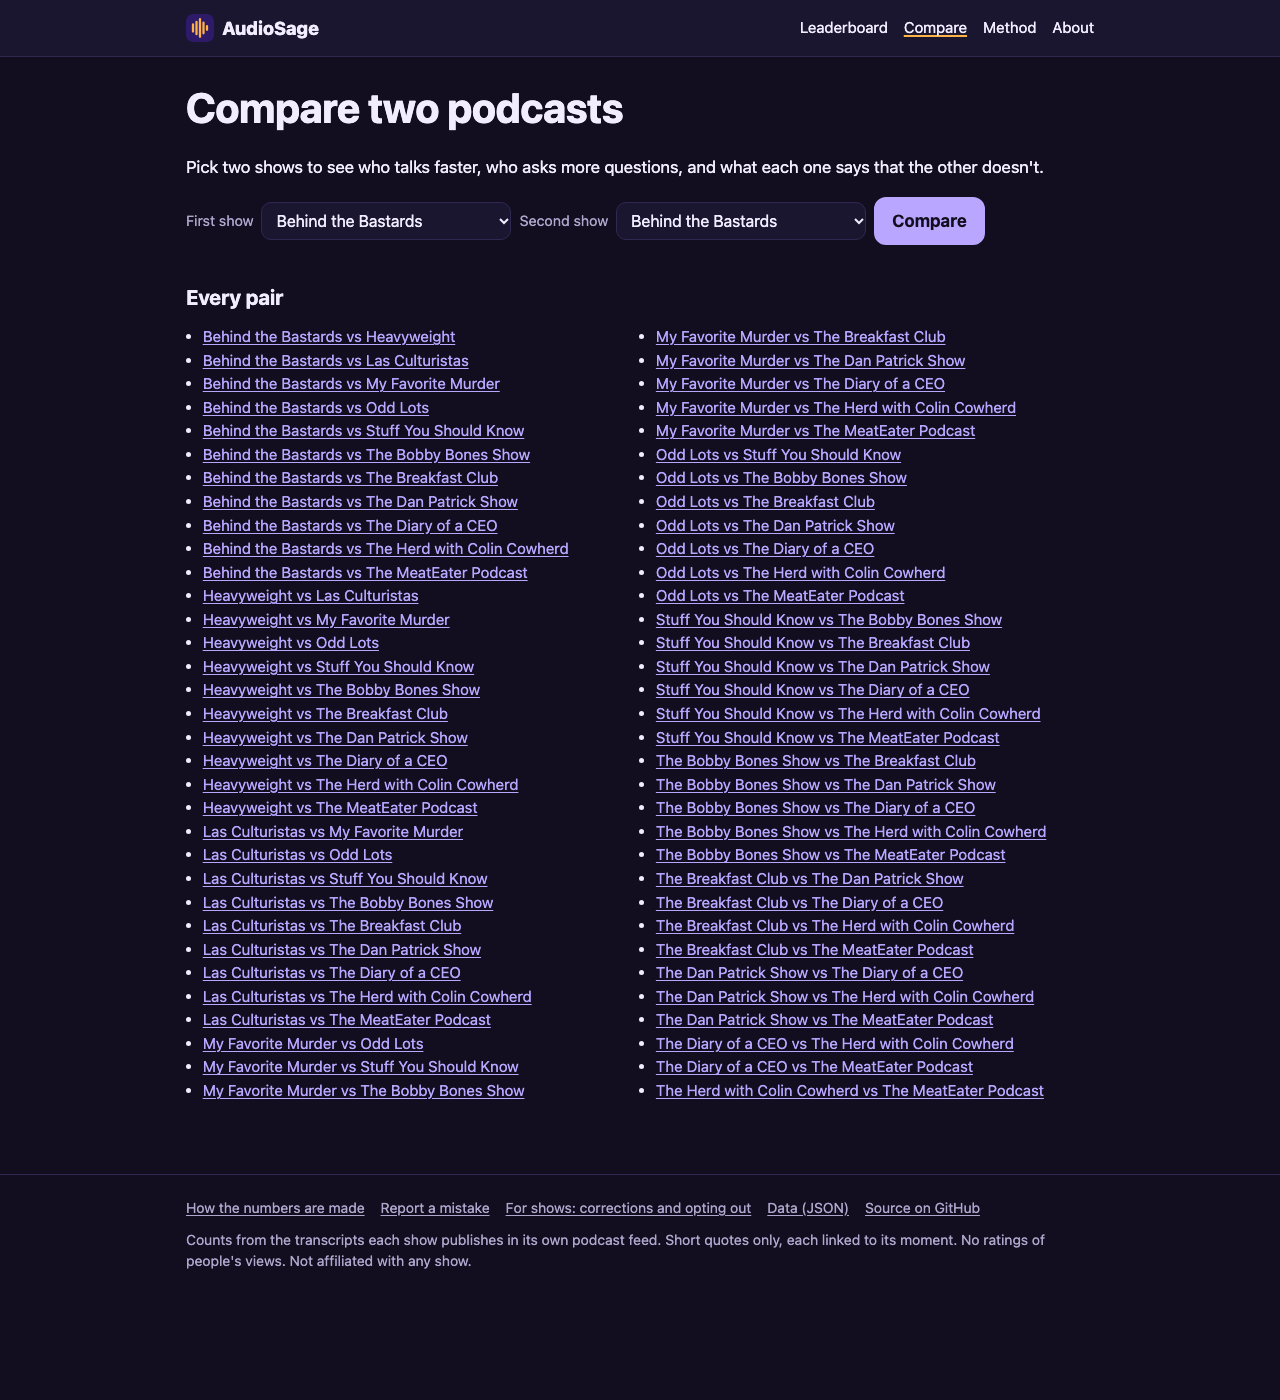 AudioSage
Leaderboard Compare Method About
Compare two podcasts
Pick two shows to see who talks faster, who asks more questions, and what each one says that the other doesn't.
First show Behind the Bastards Second show Behind the Bastards Compare
Every pair
Behind the Bastards vs Heavyweight
Behind the Bastards vs Las Culturistas
Behind the Bastards vs My Favorite Murder
Behind the Bastards vs Odd Lots
Behind the Bastards vs Stuff You Should Know
Behind the Bastards vs The Bobby Bones Show
Behind the Bastards vs The Breakfast Club
Behind the Bastards vs The Dan Patrick Show
Behind the Bastards vs The Diary of a CEO
Behind the Bastards vs The Herd with Colin Cowherd
Behind the Bastards vs The MeatEater Podcast
Heavyweight vs Las Culturistas
Heavyweight vs My Favorite Murder
Heavyweight vs Odd Lots
Heavyweight vs Stuff You Should Know
Heavyweight vs The Bobby Bones Show
Heavyweight vs The Breakfast Club
Heavyweight vs The Dan Patrick Show
Heavyweight vs The Diary of a CEO
Heavyweight vs The Herd with Colin Cowherd
Heavyweight vs The MeatEater Podcast
Las Culturistas vs My Favorite Murder
Las Culturistas vs Odd Lots
Las Culturistas vs Stuff You Should Know
Las Culturistas vs The Bobby Bones Show
Las Culturistas vs The Breakfast Club
Las Culturistas vs The Dan Patrick Show
Las Culturistas vs The Diary of a CEO
Las Culturistas vs The Herd with Colin Cowherd
Las Culturistas vs The MeatEater Podcast
My Favorite Murder vs Odd Lots
My Favorite Murder vs Stuff You Should Know
My Favorite Murder vs The Bobby Bones Show
My Favorite Murder vs The Breakfast Club
My Favorite Murder vs The Dan Patrick Show
My Favorite Murder vs The Diary of a CEO
My Favorite Murder vs The Herd with Colin Cowherd
My Favorite Murder vs The MeatEater Podcast
Odd Lots vs Stuff You Should Know
Odd Lots vs The Bobby Bones Show
Odd Lots vs The Breakfast Club
Odd Lots vs The Dan Patrick Show
Odd Lots vs The Diary of a CEO
Odd Lots vs The Herd with Colin Cowherd
Odd Lots vs The MeatEater Podcast
Stuff You Should Know vs The Bobby Bones Show
Stuff You Should Know vs The Breakfast Club
Stuff You Should Know vs The Dan Patrick Show
Stuff You Should Know vs The Diary of a CEO
Stuff You Should Know vs The Herd with Colin Cowherd
Stuff You Should Know vs The MeatEater Podcast
The Bobby Bones Show vs The Breakfast Club
The Bobby Bones Show vs The Dan Patrick Show
The Bobby Bones Show vs The Diary of a CEO
The Bobby Bones Show vs The Herd with Colin Cowherd
The Bobby Bones Show vs The MeatEater Podcast
The Breakfast Club vs The Dan Patrick Show
The Breakfast Club vs The Diary of a CEO
The Breakfast Club vs The Herd with Colin Cowherd
The Breakfast Club vs The MeatEater Podcast
The Dan Patrick Show vs The Diary of a CEO
The Dan Patrick Show vs The Herd with Colin Cowherd
The Dan Patrick Show vs The MeatEater Podcast
The Diary of a CEO vs The Herd with Colin Cowherd
The Diary of a CEO vs The MeatEater Podcast
The Herd with Colin Cowherd vs The MeatEater Podcast
How the numbers are made Report a mistake For shows: corrections and opting out Data (JSON) Source on GitHub
Counts from the transcripts each show publishes in its own podcast feed. Short quotes only, each linked to its moment. No ratings of
people's views. Not affiliated with any show.